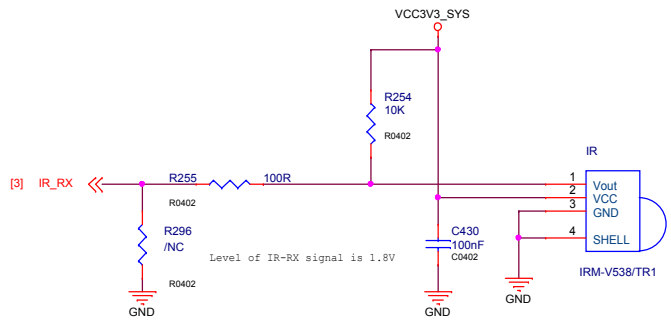 VCC3V3_SYS
R254
10K
R0402
IR
[3] IR_RX
R255
100R
R0402
1
2
3
4
Vout
VCC
GND
SHELL
R296
/NC
R0402
Level of IR-RX signal is 1.8V
C430
100nF
C0402
IRM-V538/TR1
GND
GND
GND